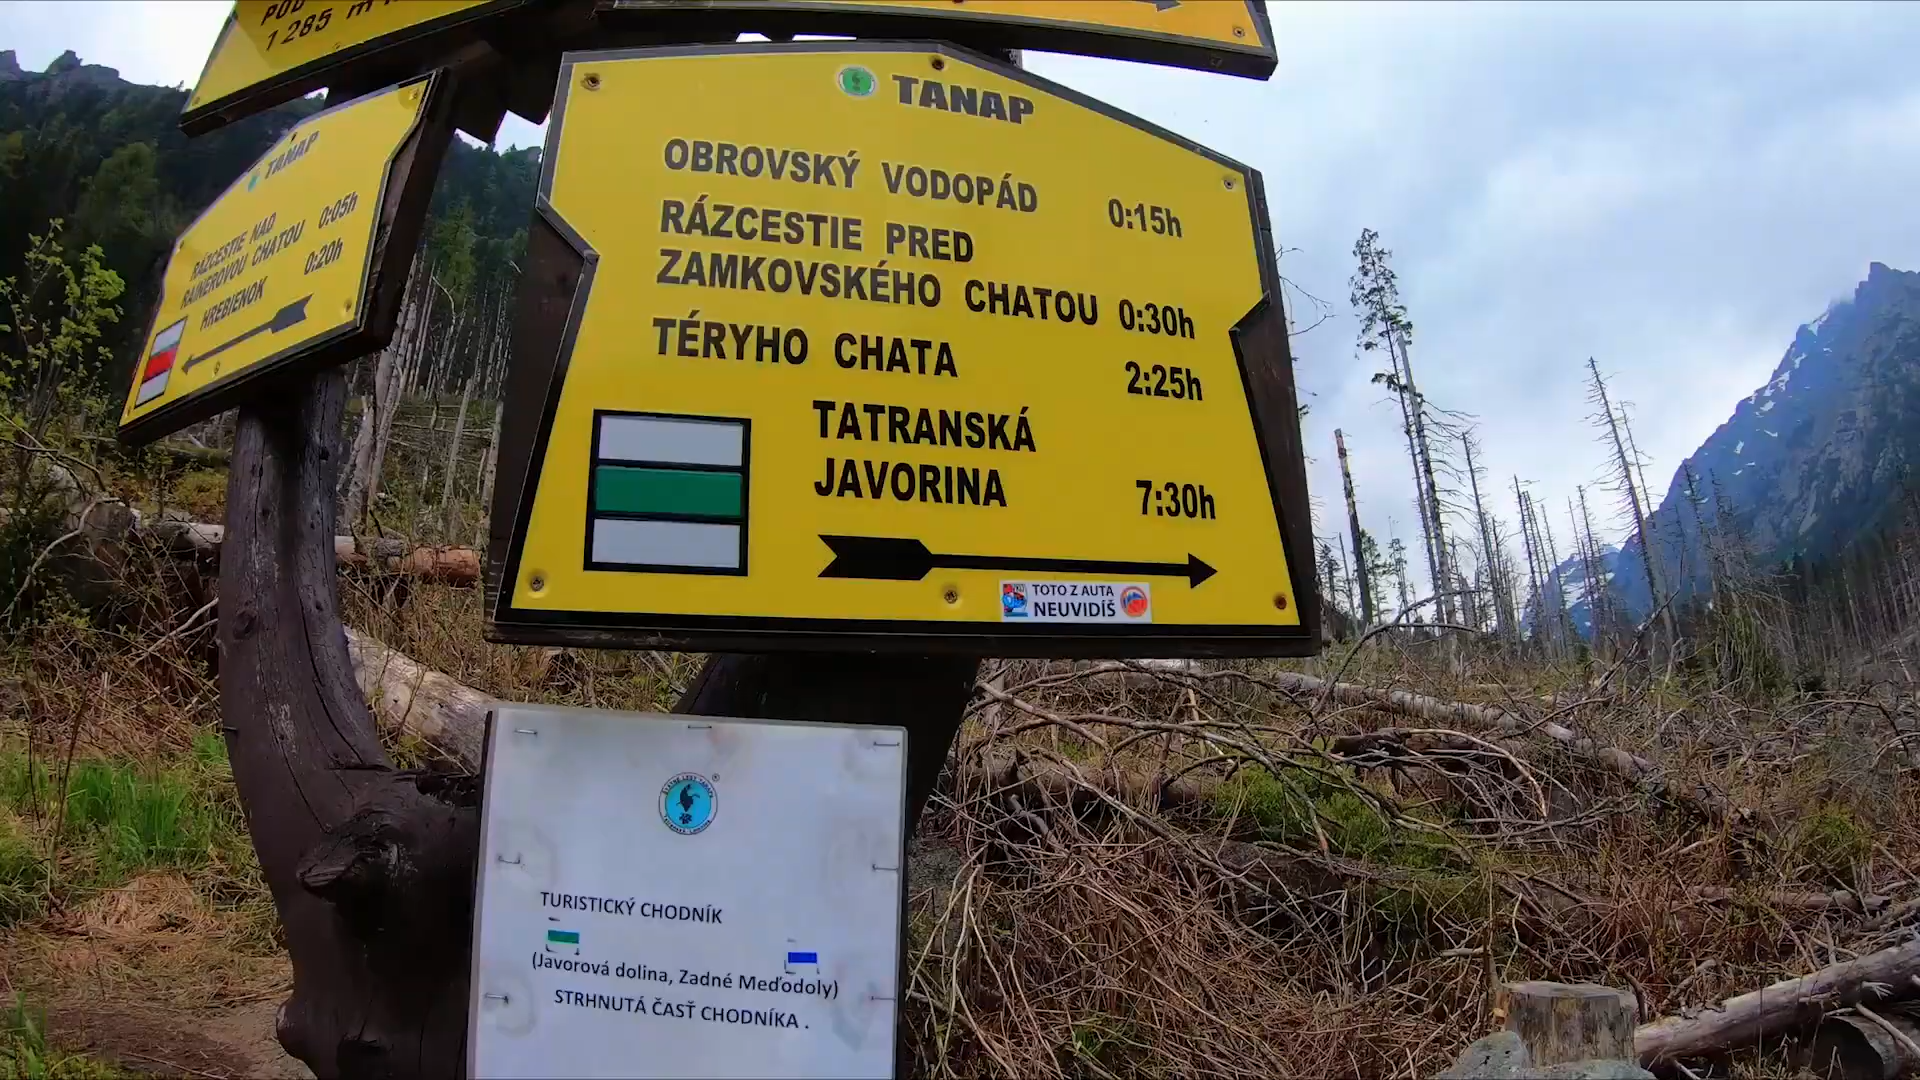 1 285 m
TANAP
RÁZCESTIE NAD
RAINEROVOU CHATOU 0:05h
HREBIENOK 0:20h
TANAP
OBROVSKÝ VODOPÁD 0:15h
RÁZCESTIE PRED
ZAMKOVSKÉHO CHATOU 0:30h
TÉRYHO CHATA 2:25h
TATRANSKÁ
JAVORINA 7:30h
TOTO Z AUTA
NEUVIDÍŠ
TURISTICKÝ CHODNÍK
(Javorová dolina, Zadné Meďodoly)
STRHNUTÁ ČASŤ CHODNÍKA .